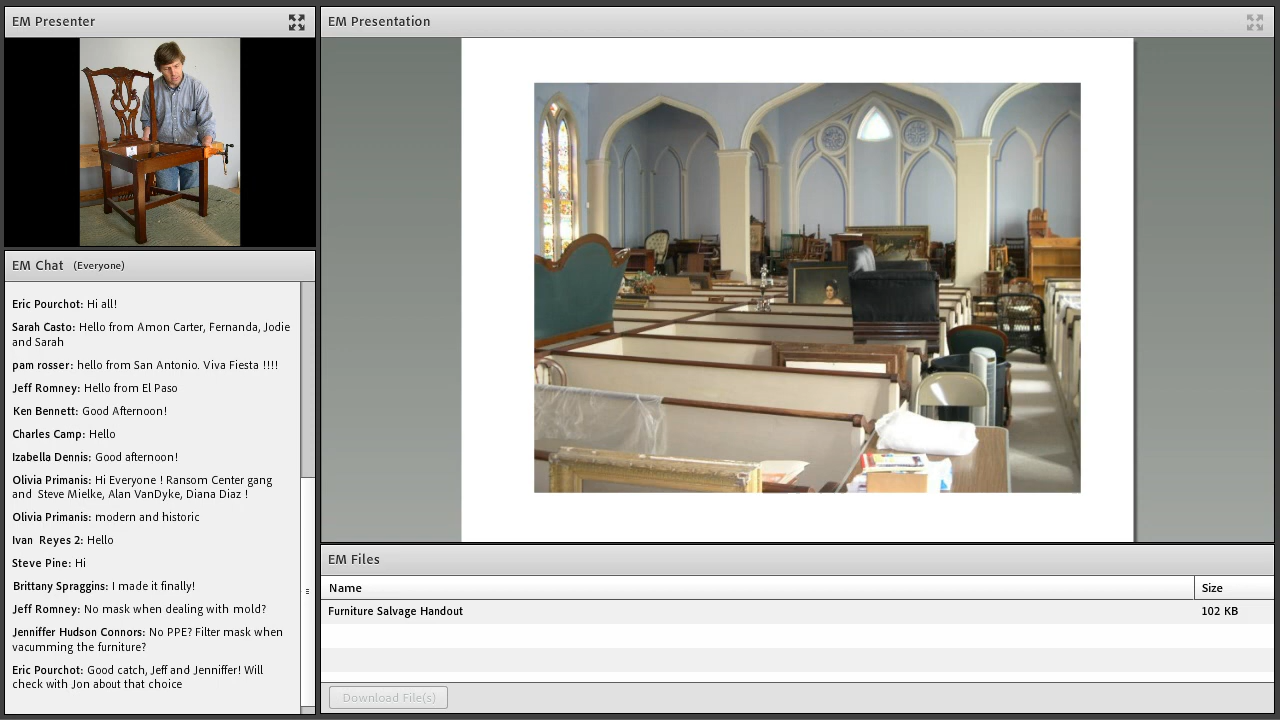 EM Presenter
EM Chat (Everyone)
Eric Pourchot: Hi all!
Sarah Casto: Hello from Amon Carter, Fernanda, Jodie
and Sarah
pam rosser: hello from San Antonio. Viva Fiesta !!!!
Jeff Romney: Hello from El Paso
Ken Bennett: Good Afternoon!
Charles Camp: Hello
Izabella Dennis: Good afternoon!
Olivia Primanis: Hi Everyone ! Ransom Center gang
and Steve Mielke, Alan VanDyke, Diana Diaz !
Olivia Primanis: modern and historic
Ivan Reyes 2: Hello
Steve Pine: Hi
Brittany Spraggins: I made it finally!
Jeff Romney: No mask when dealing with mold?
Jenniffer Hudson Connors: No PPE? Filter mask when
vacumming the furniture?
Eric Pourchot: Good catch, Jeff and Jenniffer! Will
check with Jon about that choice
EM Presentation
EM Files
Name Size
Furniture Salvage Handout 102 KB
Download File(s)